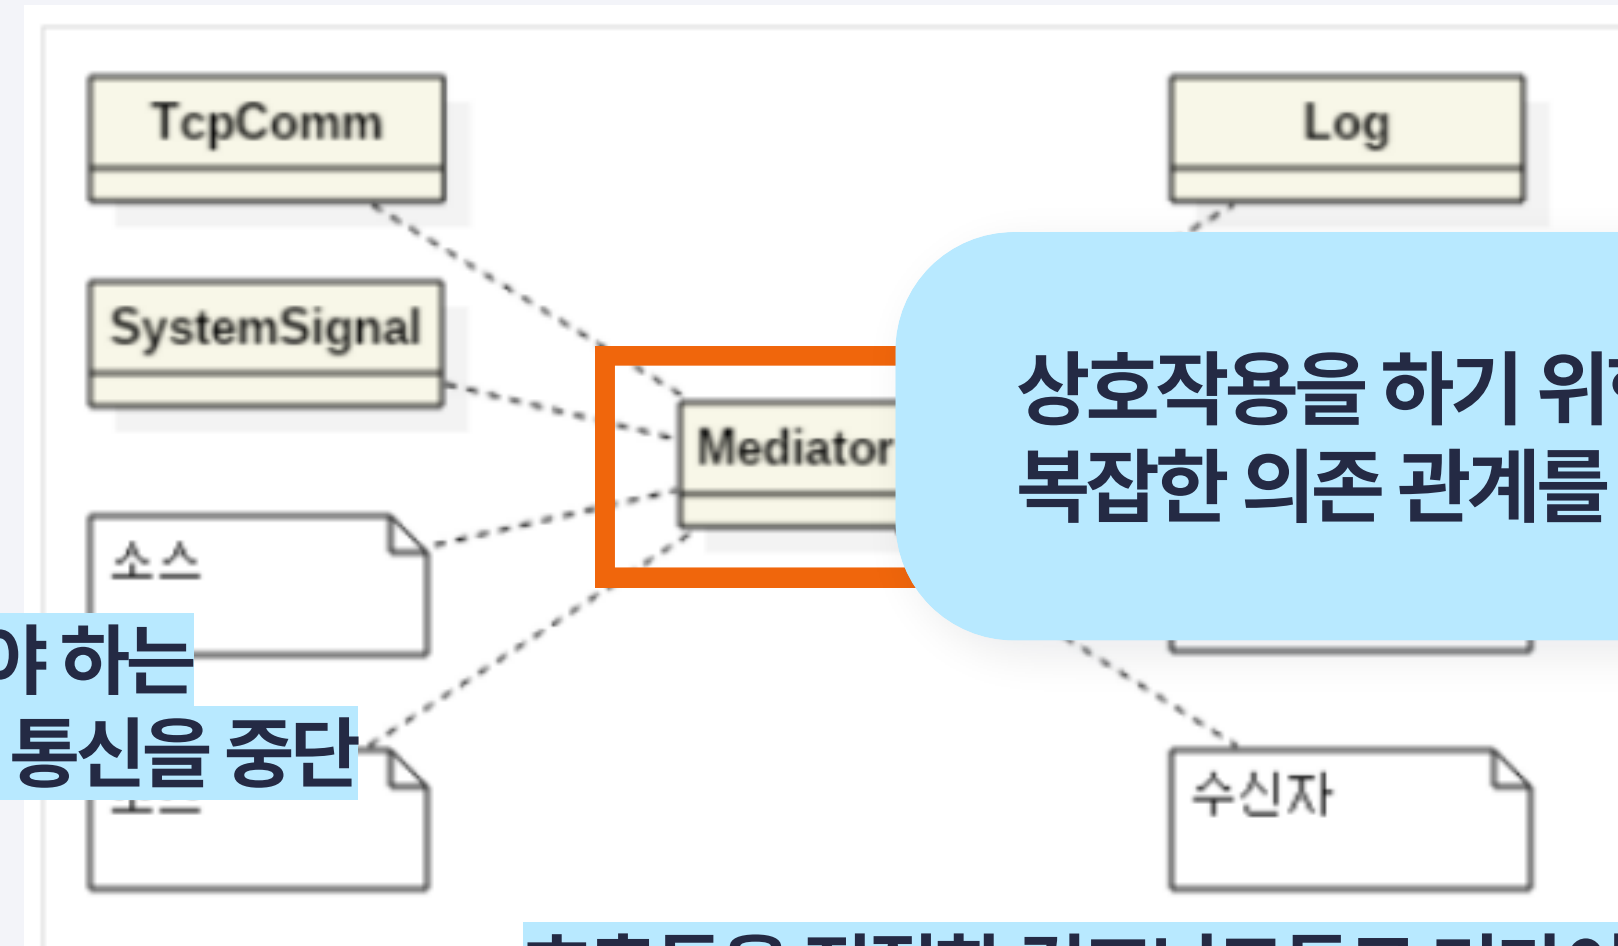 TcpComm
Log
SystemSignal
상호작용을 하기 위해
Mediator
복잡한 의존 관계를
소스
야 하는
통신을 중단
수신자